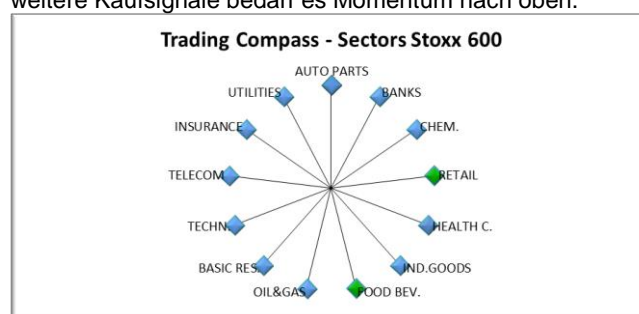 weitere Kaufsignale bedarf es Momentum nach oben.
Trading Compass - Sectors Stoxx 600
AUTO PARTS
UTILITIES
BANKS
INSURANCE
CHEM.
TELECOM
RETAIL
TECHN.
HEALTH C.
BASIC RES.
IND.GOODS
OIL&GAS
FOOD BEV.